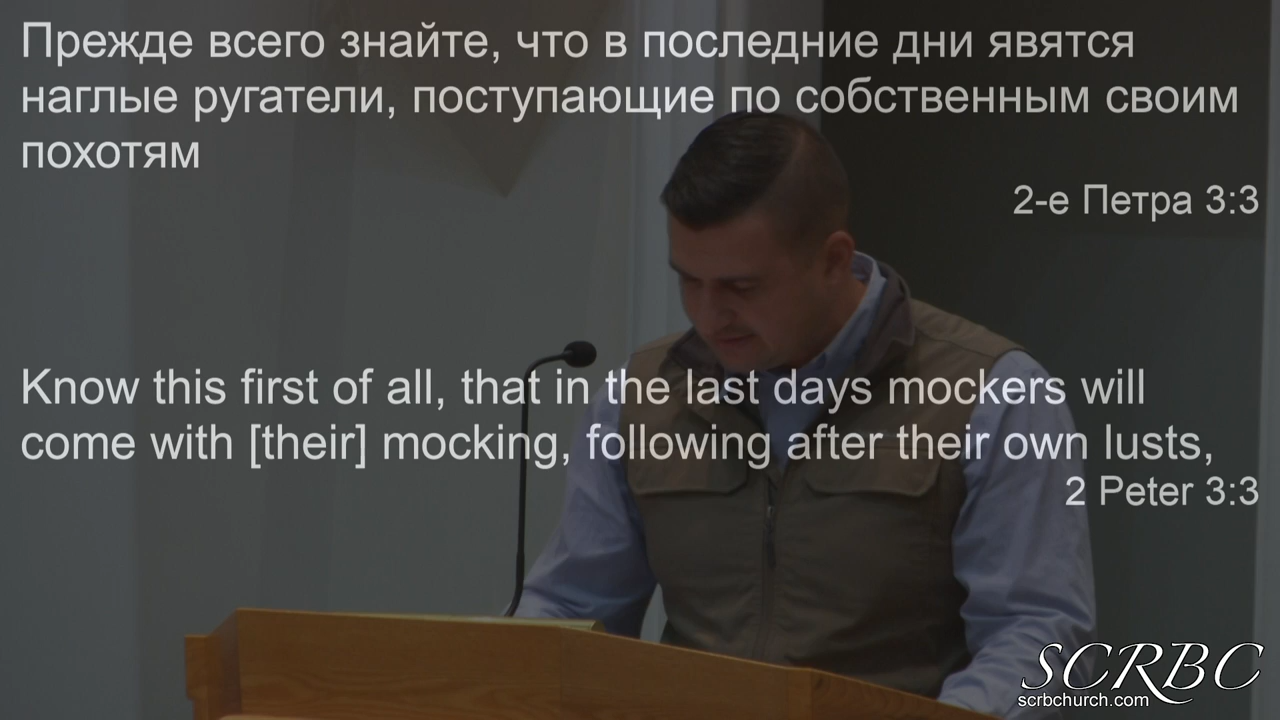 Прежде всего знайте, что в последние дни явятся
наглые ругатели, поступающие по собственным своим
похотям
2-е Петра 3:3
Know this first of all, that in the last days mockers will
come with [their] mocking, following after their own lusts,
2 Peter 3:3
SCRBC
scrbchurch.com